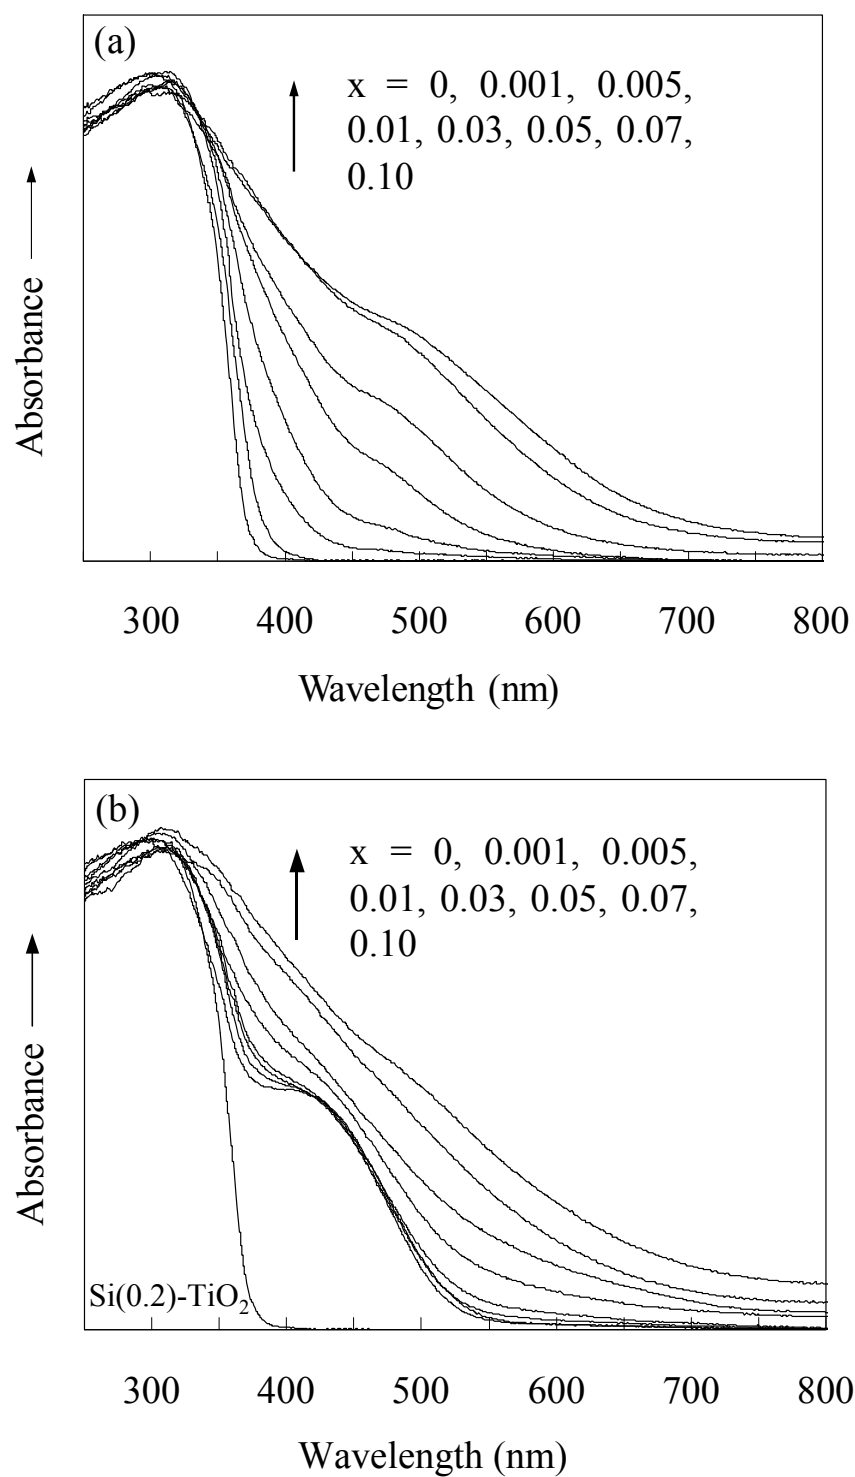 (a)
x = 0, 0.001, 0.005,
0.01, 0.03, 0.05, 0.07,
0.10
Absorbance
300 400 500 600 700 800
Wavelength (nm)
(b)
x = 0, 0.001, 0.005,
0.01, 0.03, 0.05, 0.07,
0.10
Absorbance
Si(0.2)-TiO₂
300 400 500 600 700 800
Wavelength (nm)